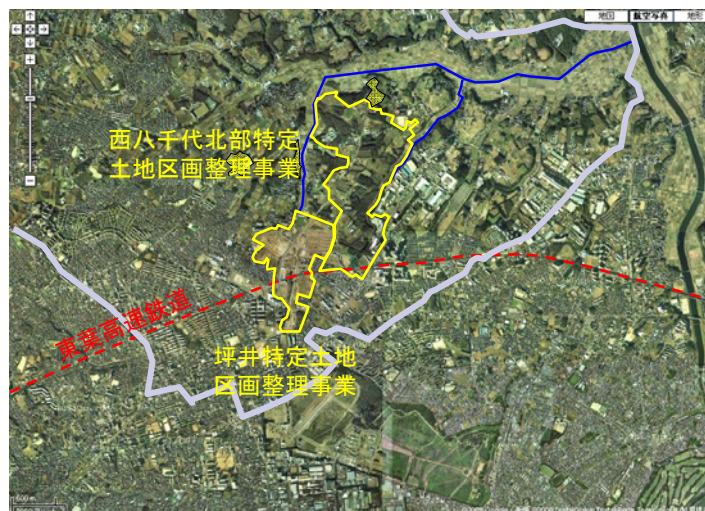 地図
航空写真
地形
西八千代北部特定
土地区画整理事業
東葉高速鉄道
坪井特定土地
区画整理事業
500 m